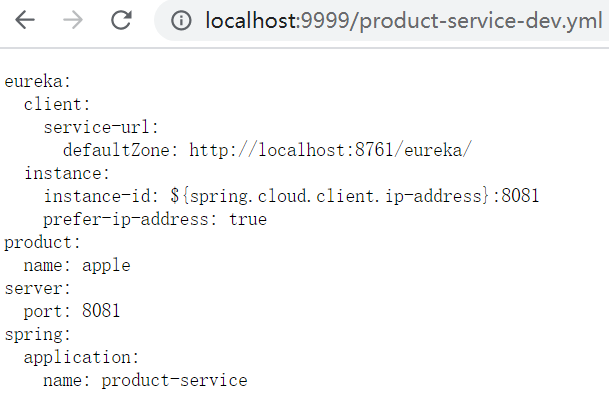 localhost:9999/product-service-dev.yml
eureka:
  client:
    service-url:
      defaultZone: http://localhost:8761/eureka/
  instance:
    instance-id: ${spring.cloud.client.ip-address}:8081
    prefer-ip-address: true
product:
  name: apple
server:
  port: 8081
spring:
  application:
    name: product-service